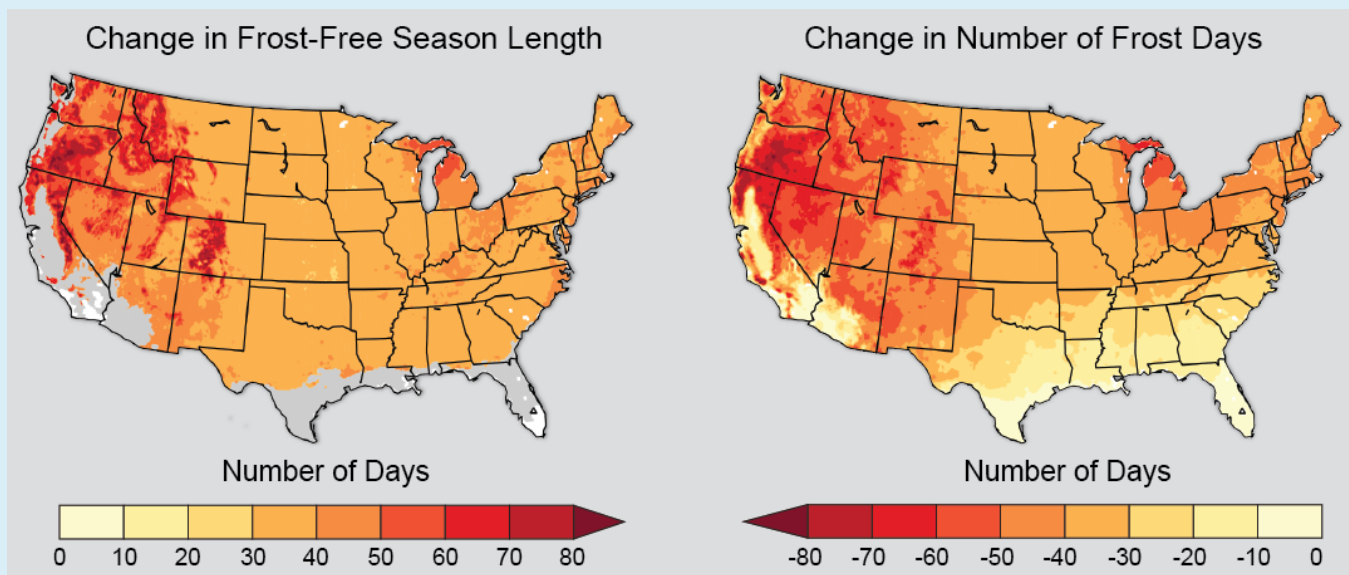 Change in Frost-Free Season Length
Change in Number of Frost Days
Number of Days
0 10 20 30 40 50 60 70 80
Number of Days
-80 -70 -60 -50 -40 -30 -20 -10 0